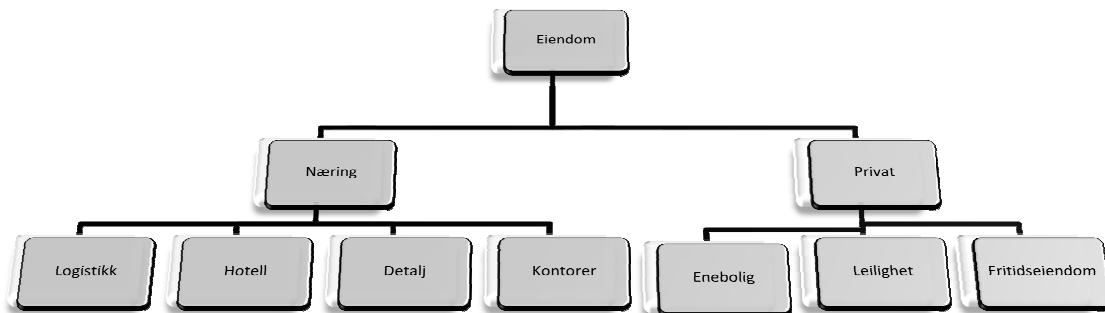 Eiendom
Næring
Privat
Logistikk
Hotell
Detalj
Kontorer
Enebolig
Leilighet
Fritidseiendom